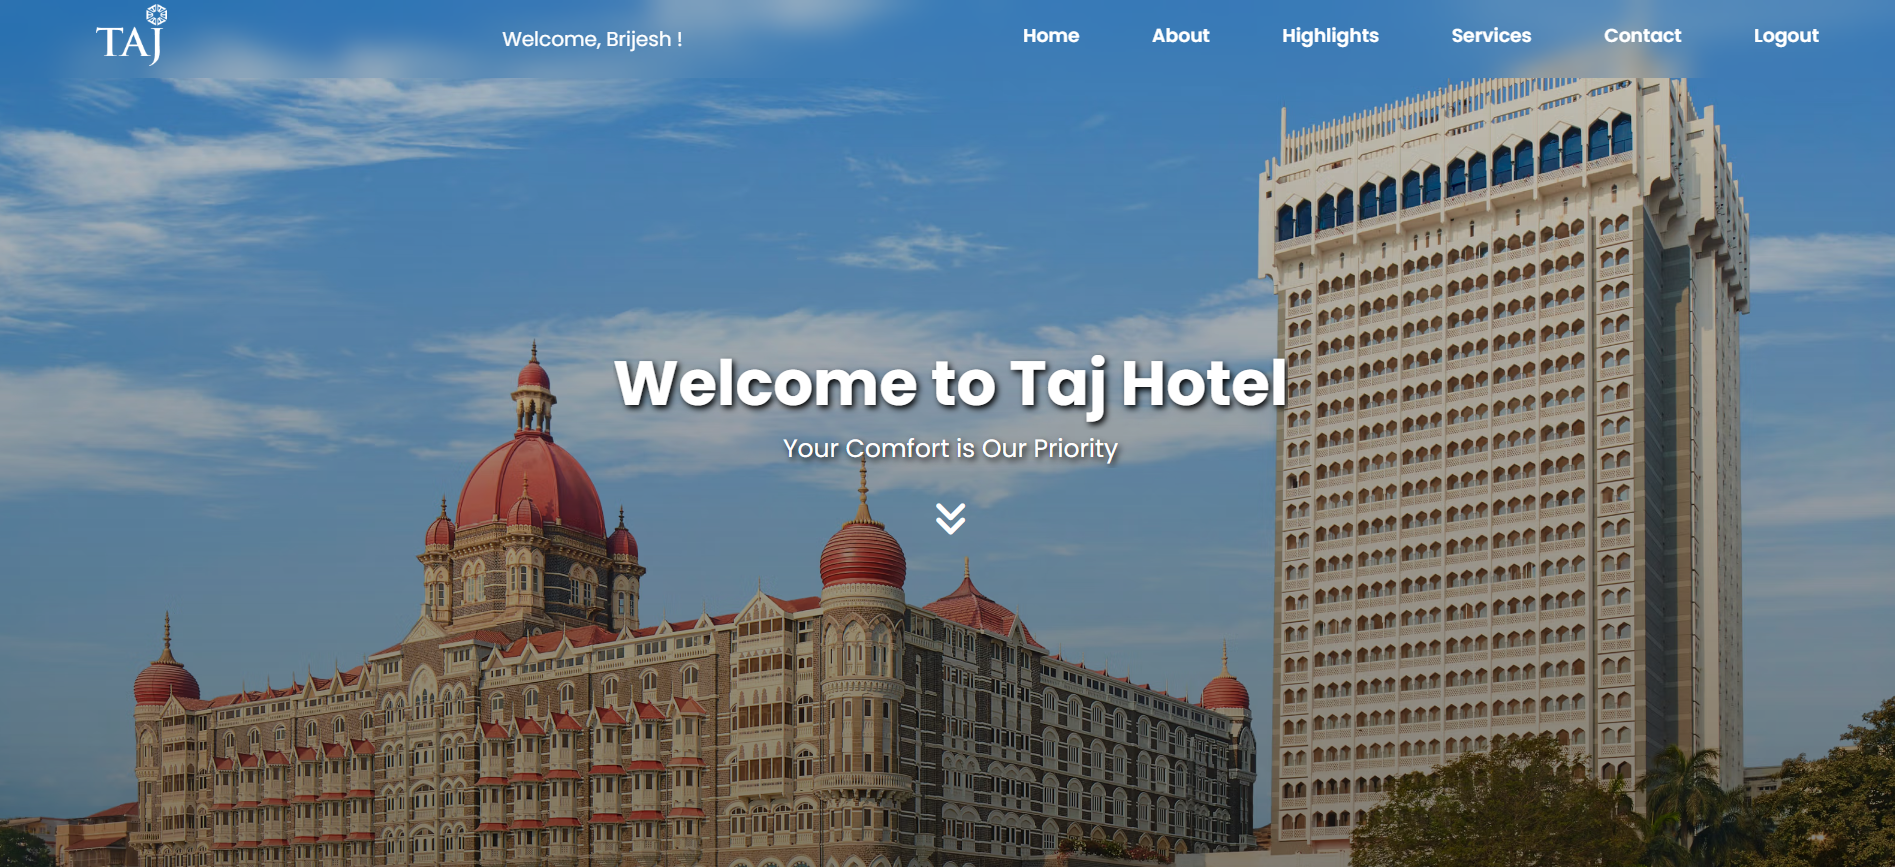 TAJ
Welcome, Brijesh !
Home About Highlights Services Contact Logout
Welcome to Taj Hotel
Your Comfort is Our Priority